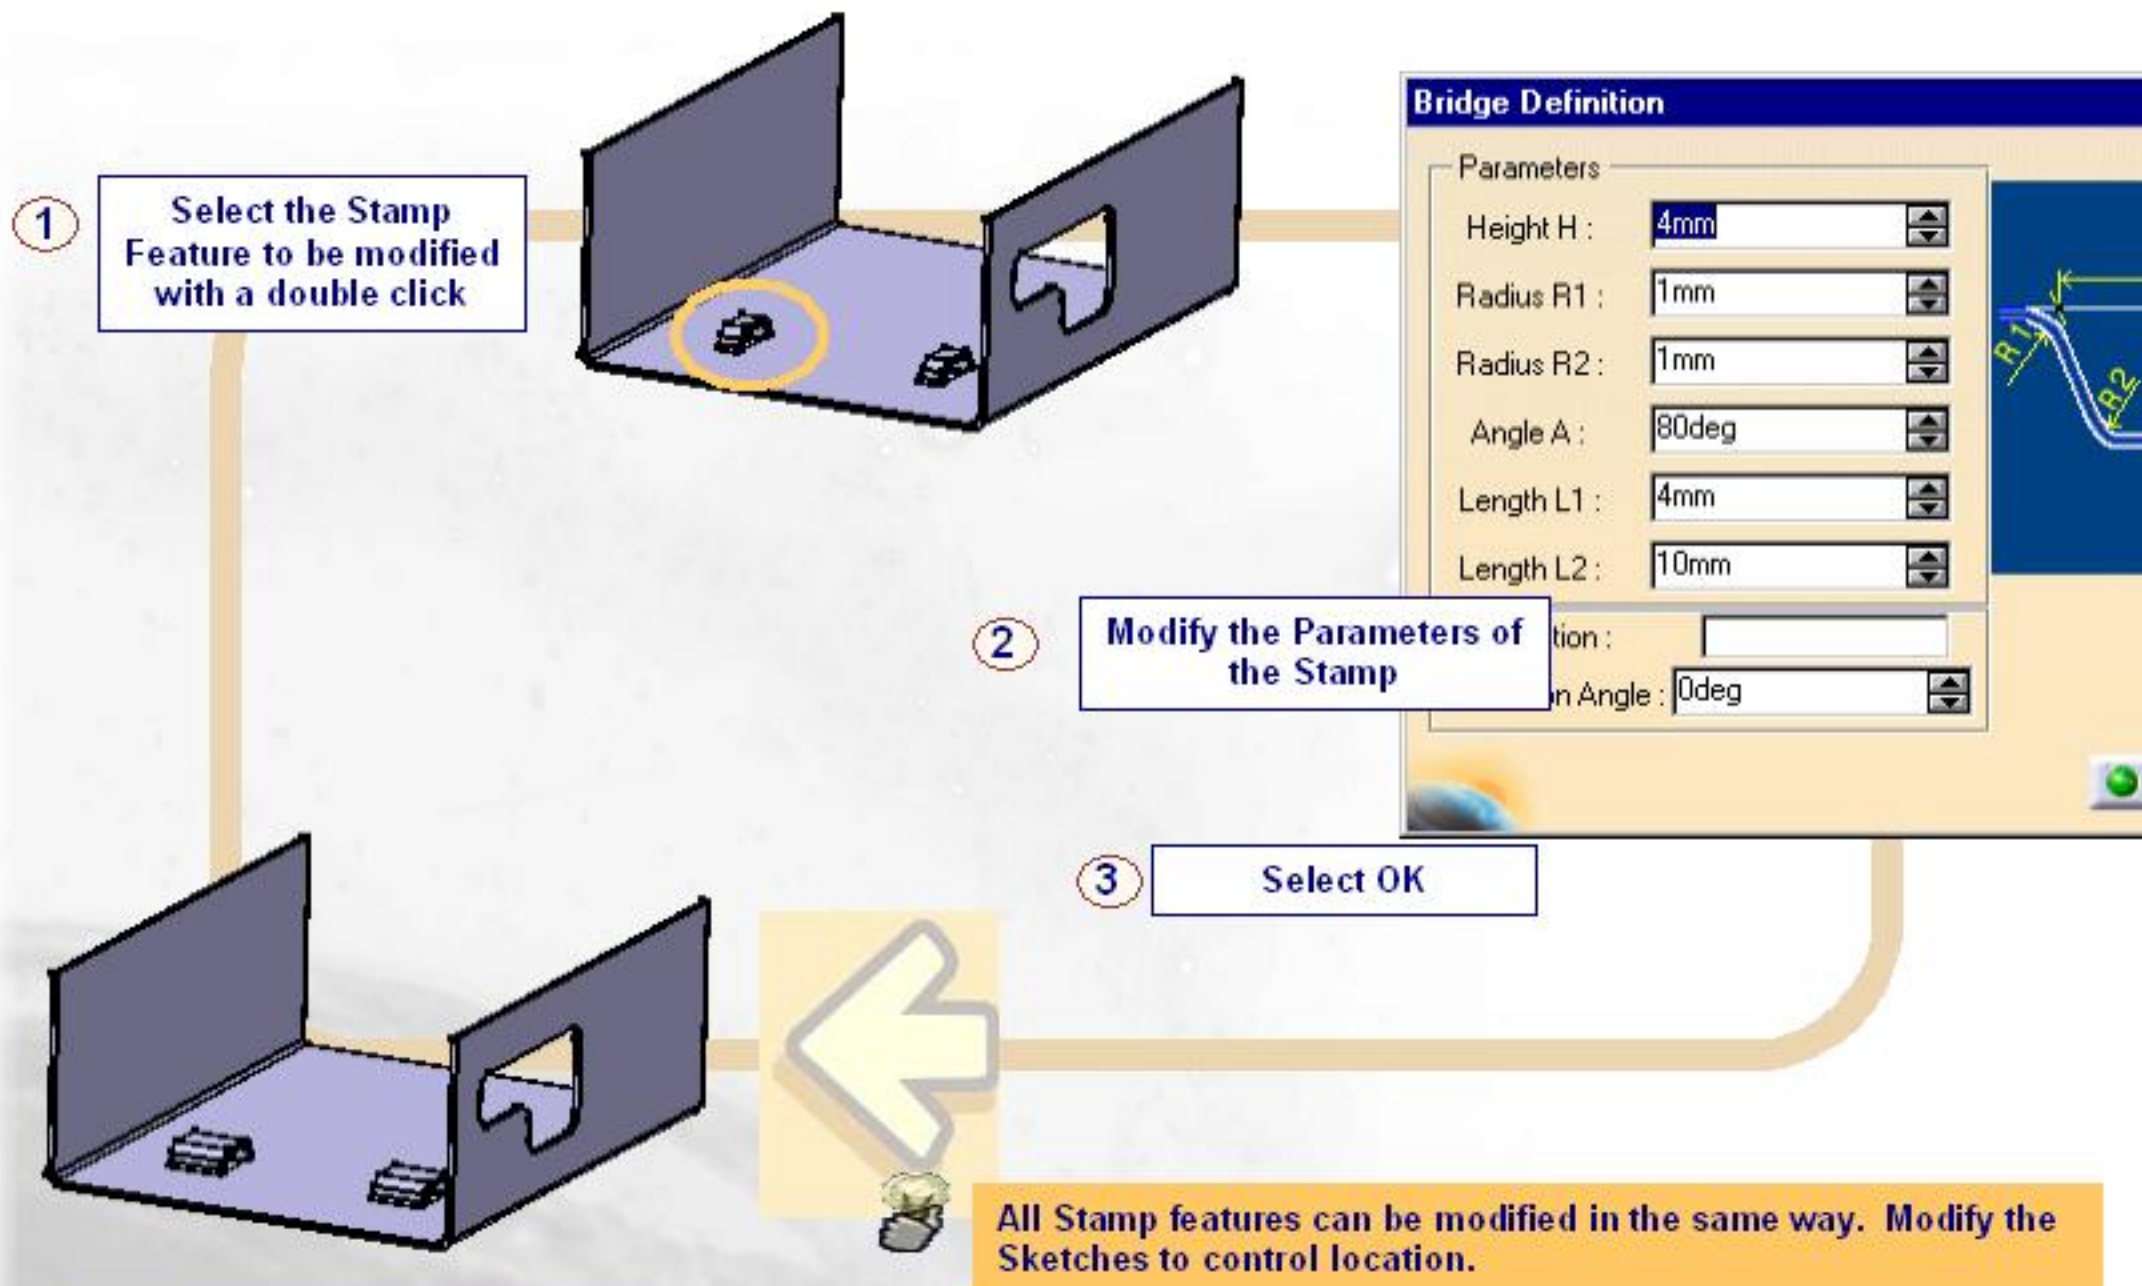 1
Select the Stamp
Feature to be modified
with a double click
Bridge Definition
Parameters
Height H : 4mm
Radius R1 : 1mm
Radius R2 : 1mm
Angle A : 80deg
Length L1 : 4mm
Length L2 : 10mm
tion :
n Angle : 0deg
R1
R2
2
Modify the Parameters of
the Stamp
3
Select OK
All Stamp features can be modified in the same way. Modify the
Sketches to control location.